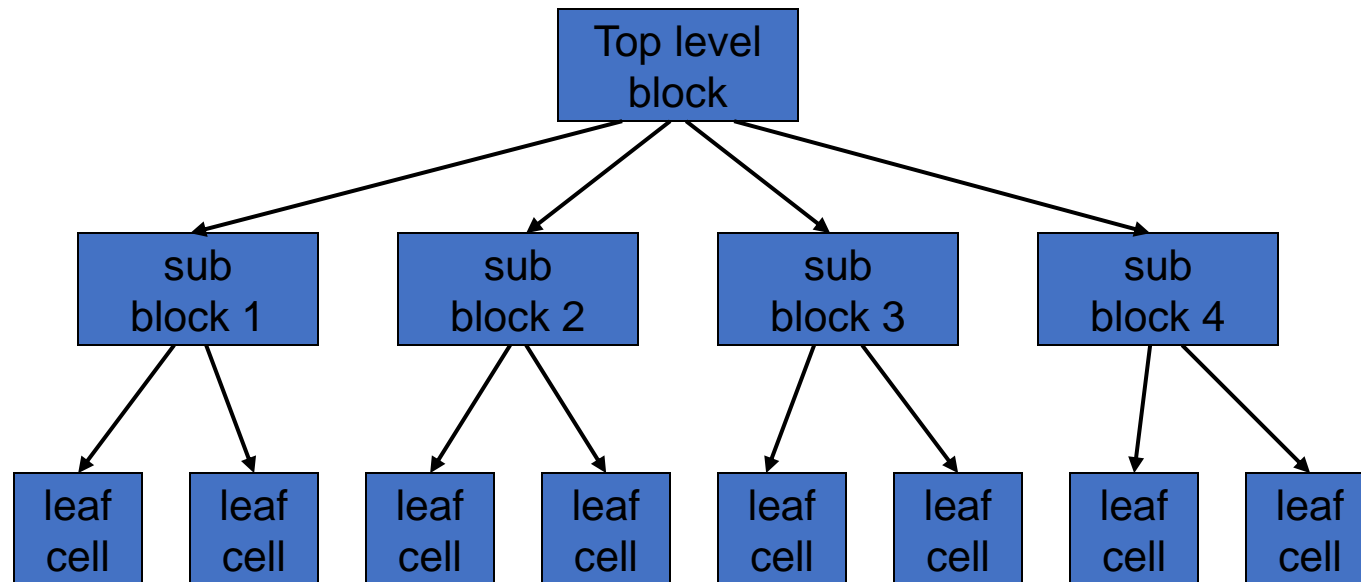 Top level
block
sub
block 1
sub
block 2
sub
block 3
sub
block 4
leaf
cell
leaf
cell
leaf
cell
leaf
cell
leaf
cell
leaf
cell
leaf
cell
leaf
cell